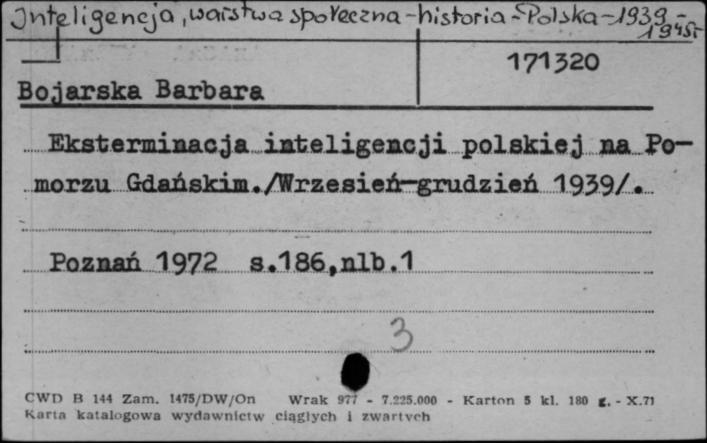 Inteligencja, warstwa społeczna - historia - Polska - 1939 -
1945r
171320
Bojarska Barbara
Eksterminacja inteligencji polskiej na Po-
morzu Gdańskim./Wrzesień-grudzień 1939/.
Poznań 1972 s.186,nlb.1
3
CWD B 144 Zam. 1475/DW/On Wrak 977 - 7.225.000 - Karton 5 kl. 180 g. - X.71
Karta katalogowa wydawnictw ciągłych i zwartych